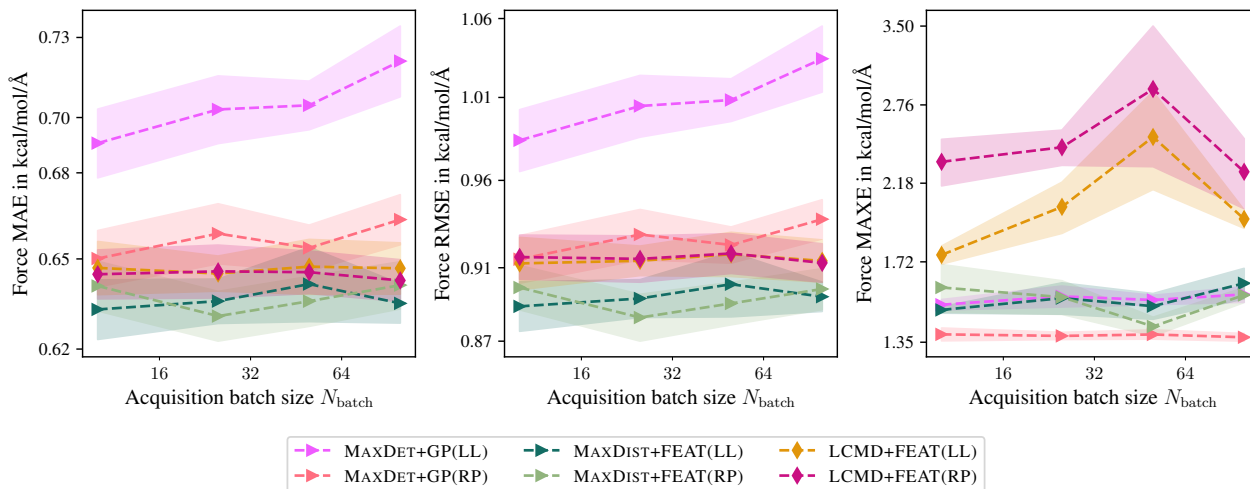 Force MAE in kcal/mol/Å
0.73
0.70
0.68
0.65
0.62
16
32
64
Acquisition batch size N_batch
Force RMSE in kcal/mol/Å
1.06
1.01
0.96
0.91
0.87
16
32
64
Acquisition batch size N_batch
Force MAXE in kcal/mol/Å
3.50
2.76
2.18
1.72
1.35
16
32
64
Acquisition batch size N_batch
MAXDET+GP(LL)
MAXDET+GP(RP)
MAXDIST+FEAT(LL)
MAXDIST+FEAT(RP)
LCMD+FEAT(LL)
LCMD+FEAT(RP)